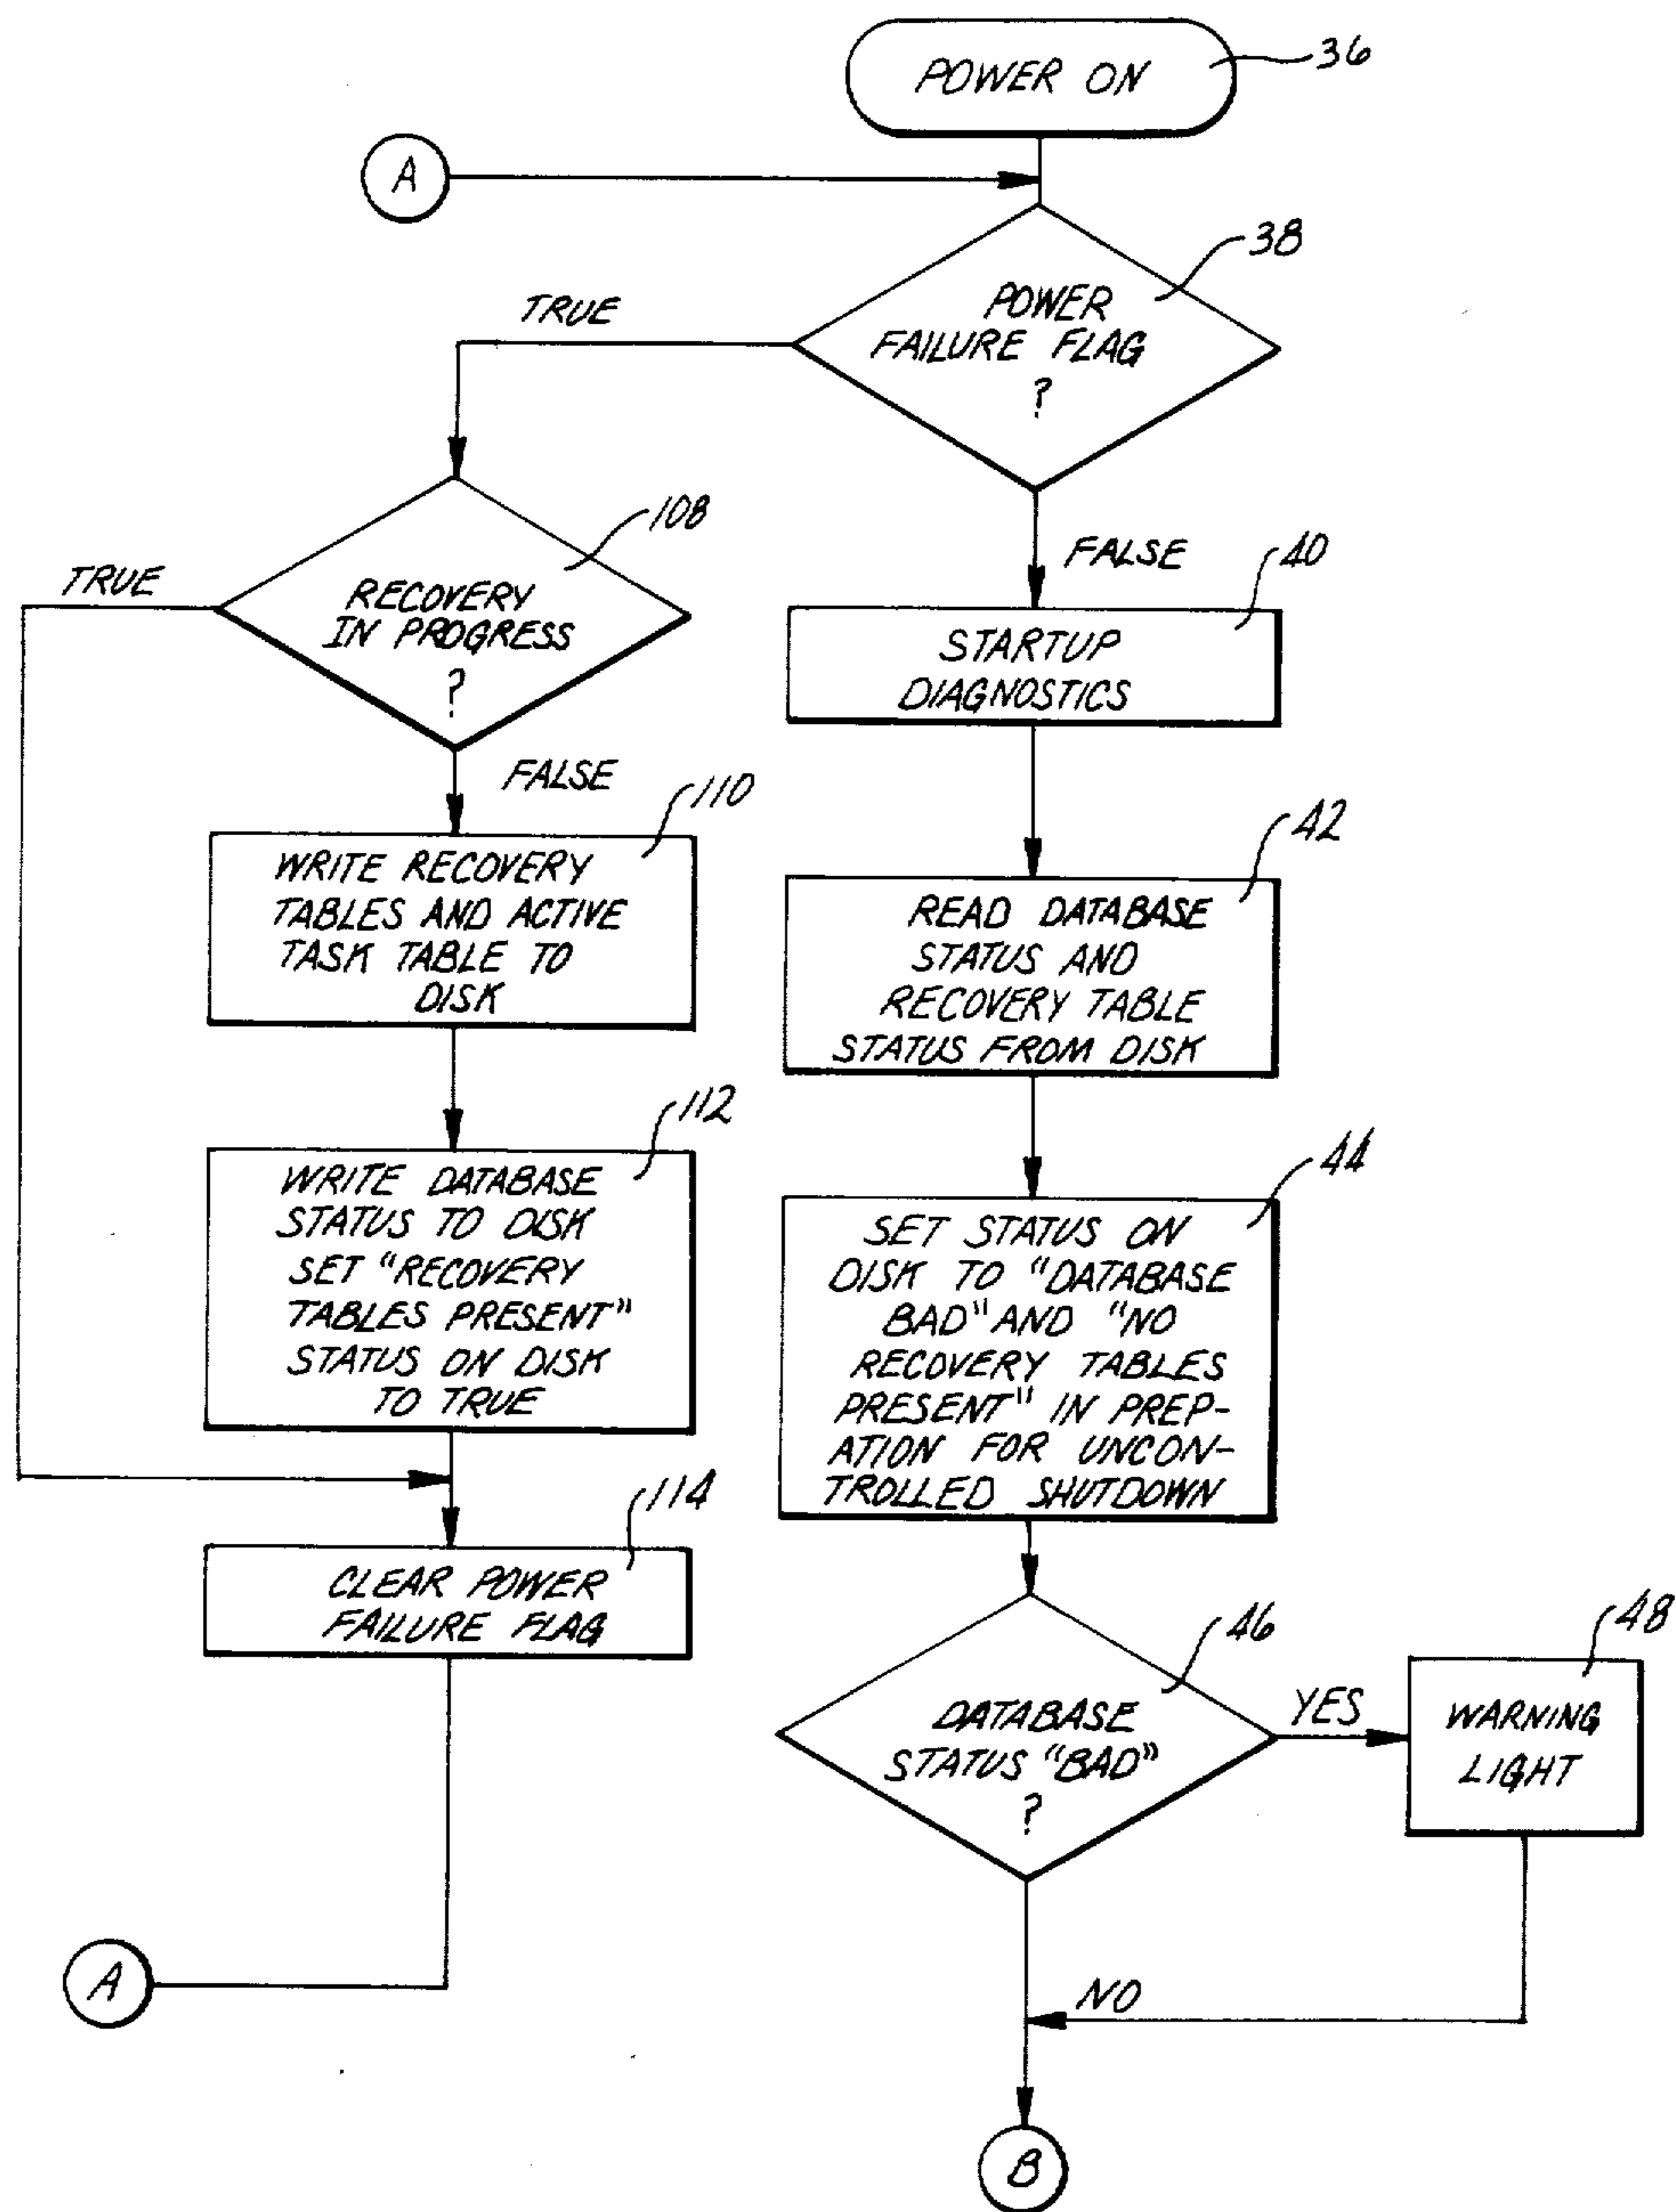 POWER ON
36
A
38
POWER
FAILURE FLAG
?
TRUE
FALSE
108
RECOVERY
IN PROGRESS
?
TRUE
FALSE
40
STARTUP
DIAGNOSTICS
110
WRITE RECOVERY
TABLES AND ACTIVE
TASK TABLE TO
DISK
42
READ DATABASE
STATUS AND
RECOVERY TABLE
STATUS FROM DISK
112
WRITE DATABASE
STATUS TO DISK
SET "RECOVERY
TABLES PRESENT"
STATUS ON DISK
TO TRUE
44
SET STATUS ON
DISK TO "DATABASE
BAD" AND "NO
RECOVERY TABLES
PRESENT" IN PREP-
ATION FOR UNCON-
TROLLED SHUTDOWN
114
CLEAR POWER
FAILURE FLAG
46
DATABASE
STATUS "BAD"
?
YES
48
WARNING
LIGHT
A
NO
B